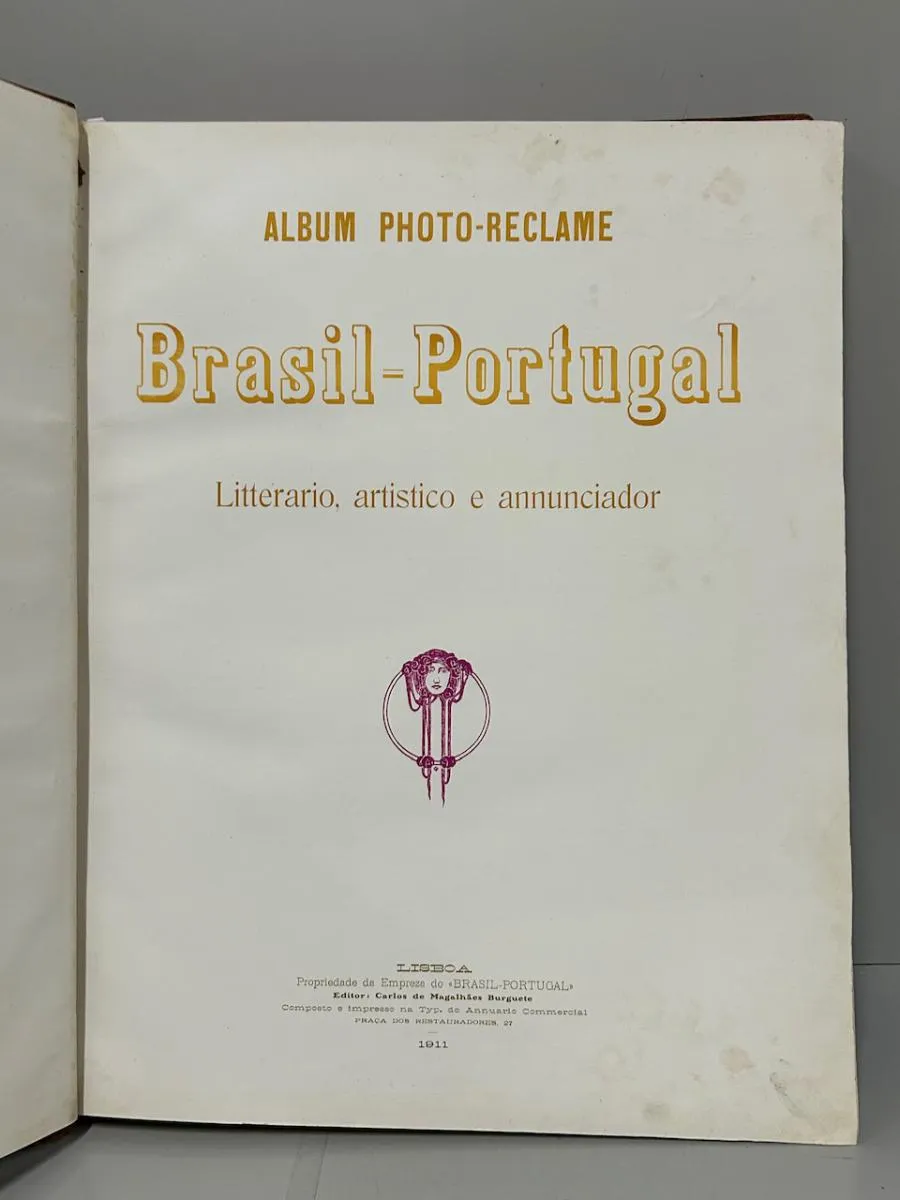 ALBUM PHOTO-RECLAME
Brasil-Portugal
Litterario, artistico e annunciador
LISBOA
Propriedade da Empreza do «BRASIL-PORTUGAL»
Editor: Carlos de Magalhães Burguete
Composto e impresso na Typ. do Annuario Commercial
PRAÇA DOS RESTAURADORES, 27
1911